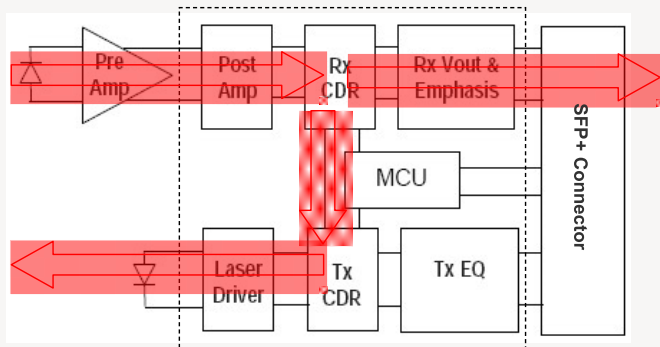 Pre
Amp
Post
Amp
Rx
CDR
Rx Vout &
Emphasis
SFP+ Connector
MCU
Laser
Driver
Tx
CDR
Tx EQ